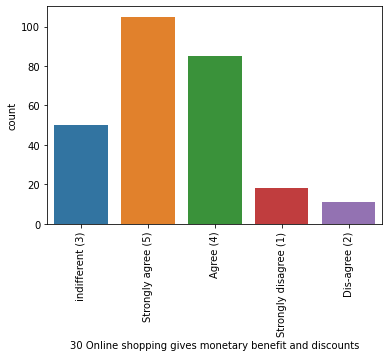 100
80
60
40
20
0
count
indifferent (3)
Strongly agree (5)
Agree (4)
Strongly disagree (1)
Dis-agree (2)
30 Online shopping gives monetary benefit and discounts